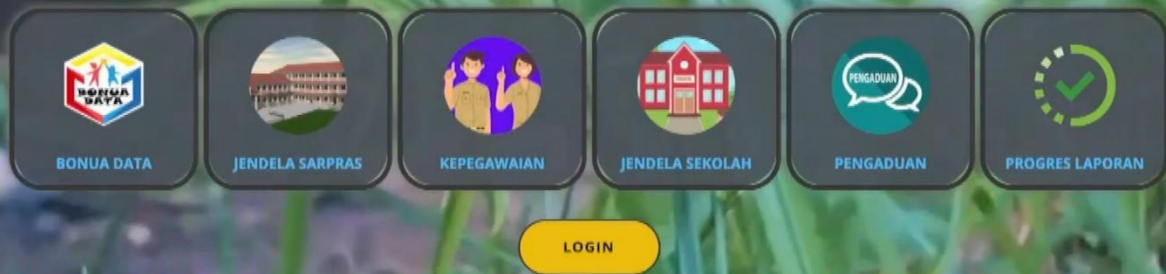 BONUA
DATA
PENGADUAN
BONUA DATA
JENDELA SARPRAS
KEPEGAWAIAN
JENDELA SEKOLAH
PENGADUAN
PROGRES LAPORAN
LOGIN